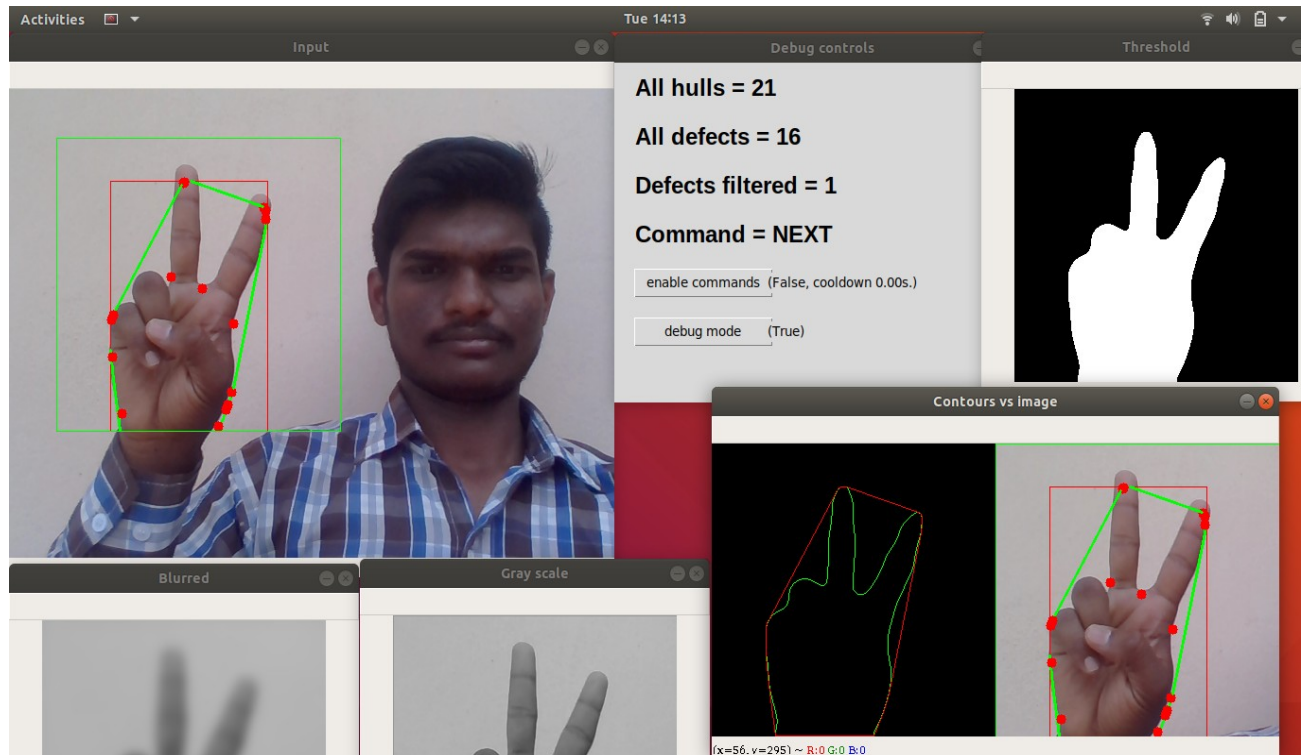 Activities
Tue 14:13
Input
Debug controls
Threshold
All hulls = 21
All defects = 16
Defects filtered = 1
Command = NEXT
enable commands (False, cooldown 0.00s.)
debug mode (True)
Contours vs image
Blurred
Gray scale
(x=56, y=295) ~ R:0 G:0 B:0